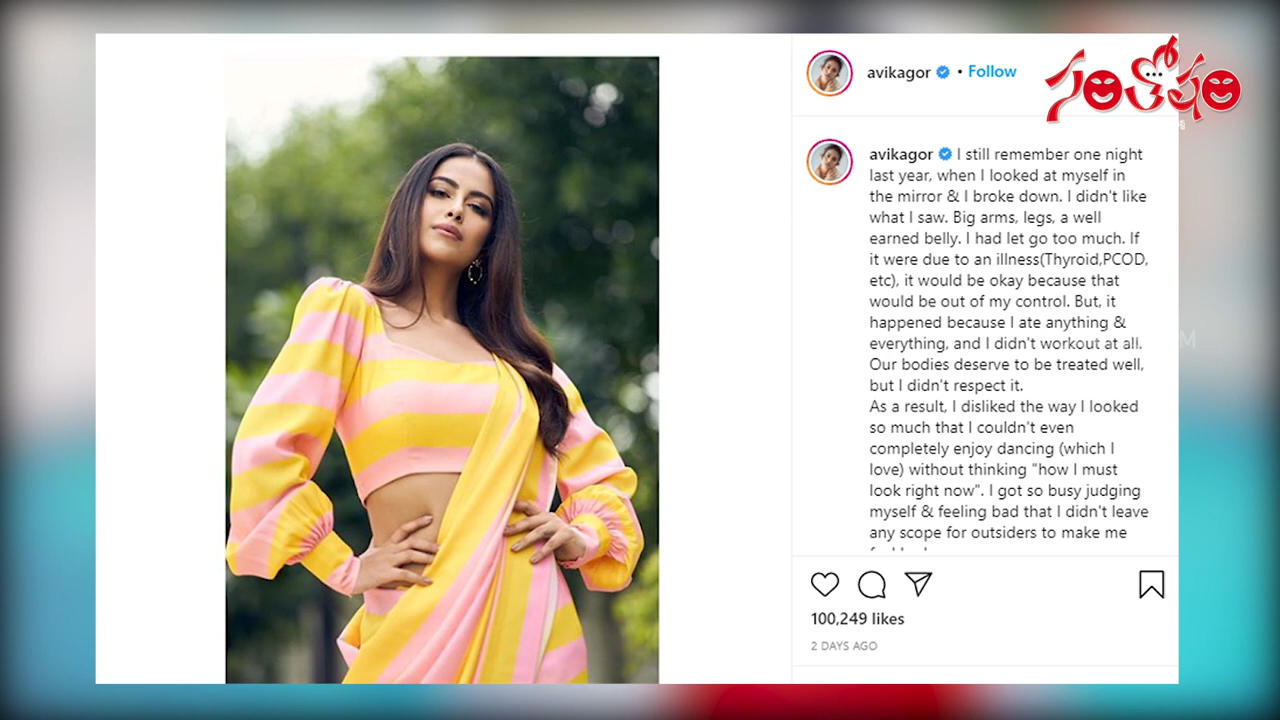 avikagor • Follow
సంతోషం
avikagor I still remember one night
last year, when I looked at myself in
the mirror & I broke down. I didn't like
what I saw. Big arms, legs, a well
earned belly. I had let go too much. If
it were due to an illness(Thyroid,PCOD,
etc), it would be okay because that
would be out of my control. But, it
happened because I ate anything &
everything, and I didn't workout at all.
Our bodies deserve to be treated well,
but I didn't respect it.
As a result, I disliked the way I looked
so much that I couldn't even
completely enjoy dancing (which I
love) without thinking "how I must
look right now". I got so busy judging
myself & feeling bad that I didn't leave
any scope for outsiders to make me
100,249 likes
2 DAYS AGO